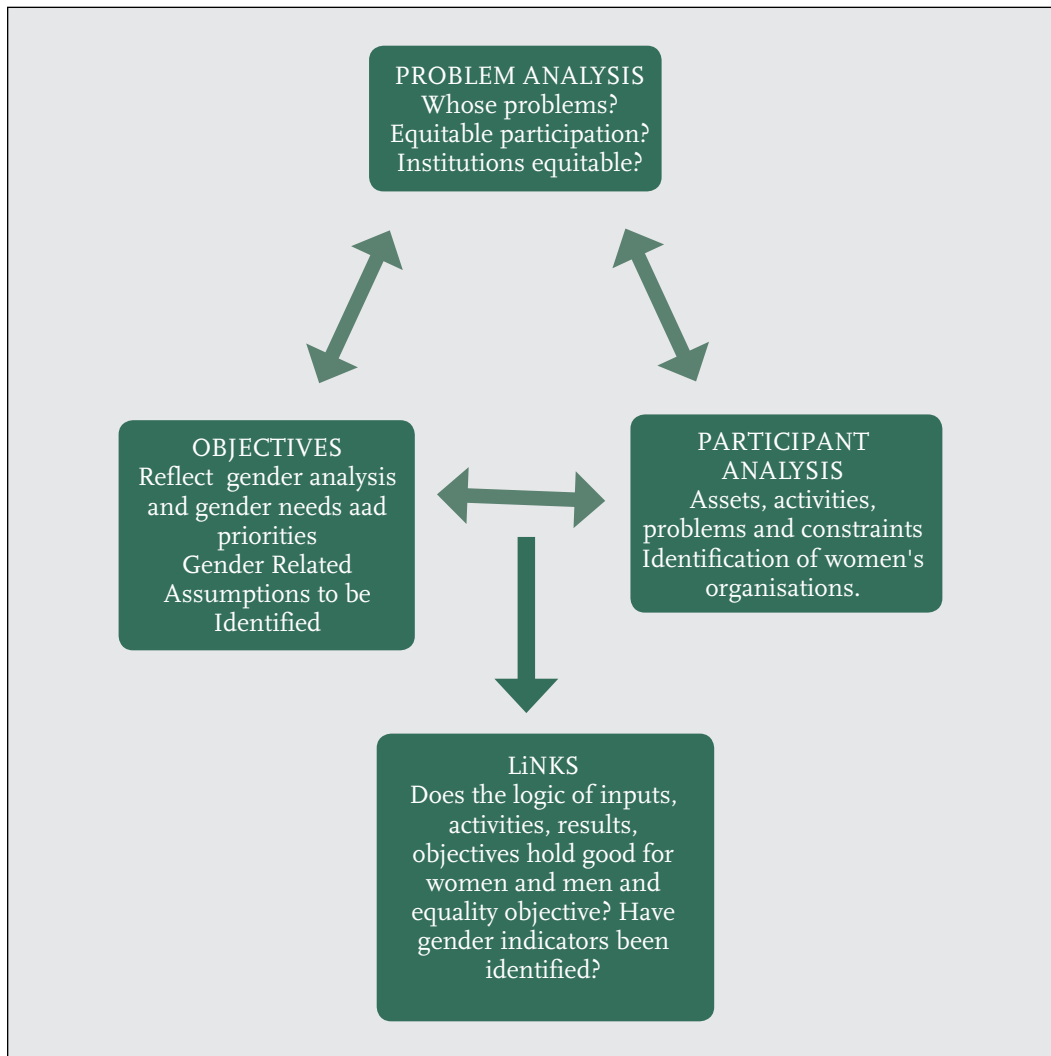 PROBLEM ANALYSIS
Whose problems?
Equitable participation?
Institutions equitable?
OBJECTIVES
Reflect  gender analysis
and gender needs aad
priorities
Gender Related
Assumptions to be
Identified
PARTICIPANT
ANALYSIS
Assets, activities,
problems and constraints
Identification of women's
organisations.
LiNKS
Does the logic of inputs,
activities, results,
objectives hold good for
women and men and
equality objective? Have
gender indicators been
identified?